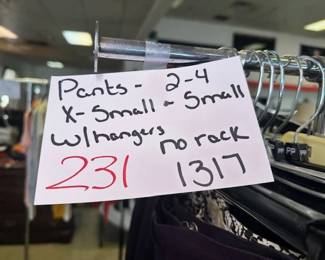 Pants - 2-4
X-Small - Small
w/hangers no rack
231 1317